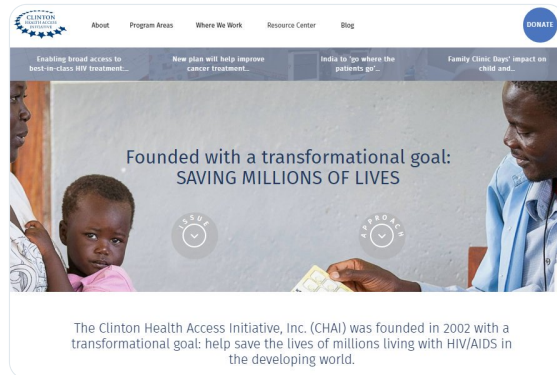 CLINTON
HEALTH ACCESS
INITIATIVE
About Program Areas Where We Work Resource Center Blog
DONATE
Enabling broad access to
best-in-class HIV treatment:...
New plan will help improve
cancer treatment...
India to 'go where the
patients go'...
Family Clinic Days' impact on
child and...
Founded with a transformational goal:
SAVING MILLIONS OF LIVES
ISSUE
APPROACH
The Clinton Health Access Initiative, Inc. (CHAI) was founded in 2002 with a
transformational goal: help save the lives of millions living with HIV/AIDS in
the developing world.